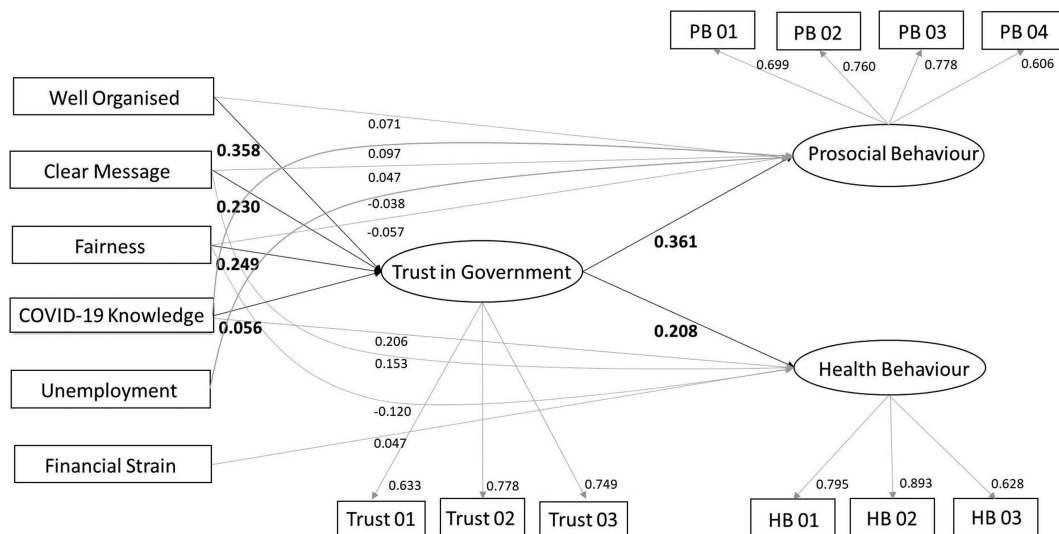 PB 01
PB 02
PB 03
PB 04
0.699
0.760
0.778
0.606
Well Organised
0.071
Prosocial Behaviour
0.358
0.097
Clear Message
0.047
0.230
-0.038
-0.057
Fairness
0.361
0.249
Trust in Government
COVID-19 Knowledge
0.056
0.208
0.206
0.153
Health Behaviour
Unemployment
-0.120
0.047
Financial Strain
0.633
0.778
0.749
0.795
0.893
0.628
Trust 01
Trust 02
Trust 03
HB 01
HB 02
HB 03